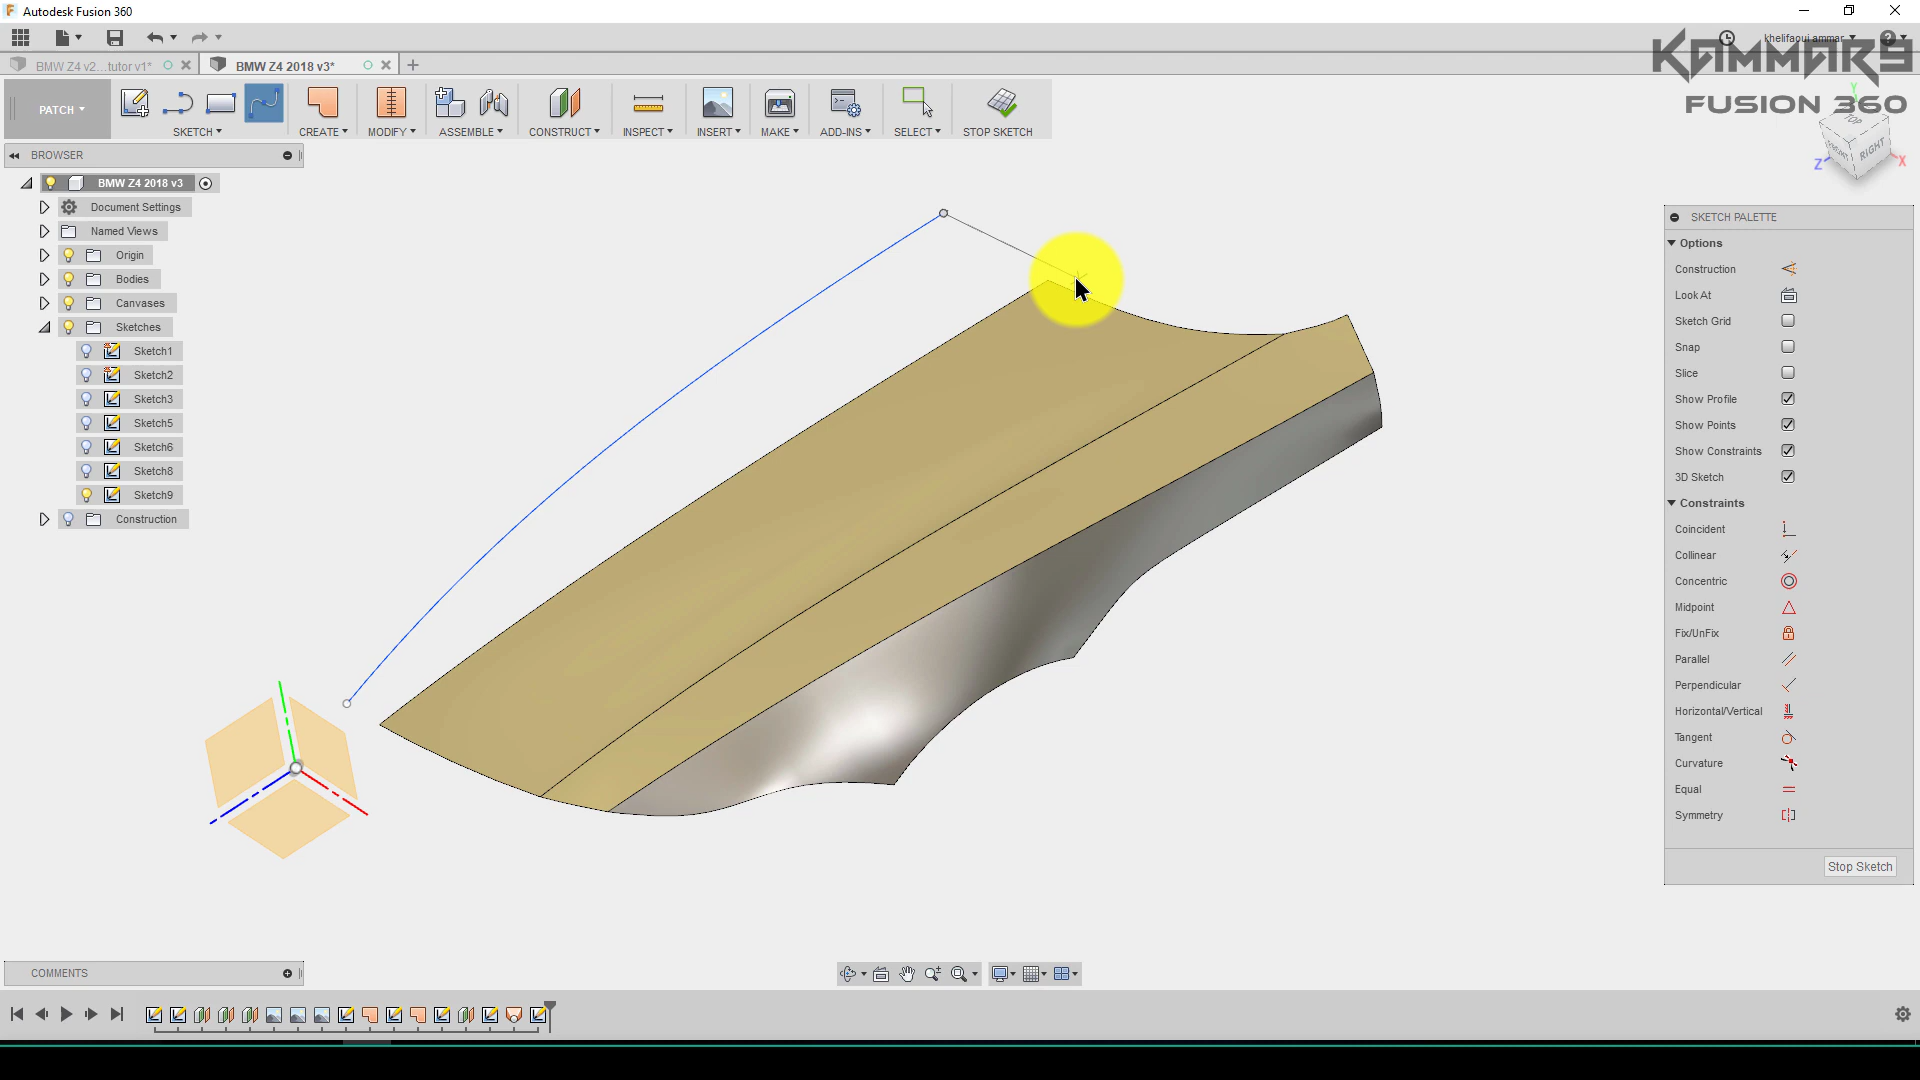 Autodesk Fusion 360
khelifaoui ammar
KAMMAR9
FUSION 360
BMW Z4 v2...tutor v1*
BMW Z4 2018 v3*
PATCH
SKETCH
CREATE
MODIFY
ASSEMBLE
CONSTRUCT
INSPECT
INSERT
MAKE
ADD-INS
SELECT
STOP SKETCH
TOP
RIGHT
Z
X
Y
BROWSER
BMW Z4 2018 v3
Document Settings
Named Views
Origin
Bodies
Canvases
Sketches
Sketch1
Sketch2
Sketch3
Sketch5
Sketch6
Sketch8
Sketch9
Construction
SKETCH PALETTE
Options
Construction
Look At
Sketch Grid
Snap
Slice
Show Profile
Show Points
Show Constraints
3D Sketch
Constraints
Coincident
Collinear
Concentric
Midpoint
Fix/UnFix
Parallel
Perpendicular
Horizontal/Vertical
Tangent
Curvature
Equal
Symmetry
Stop Sketch
COMMENTS